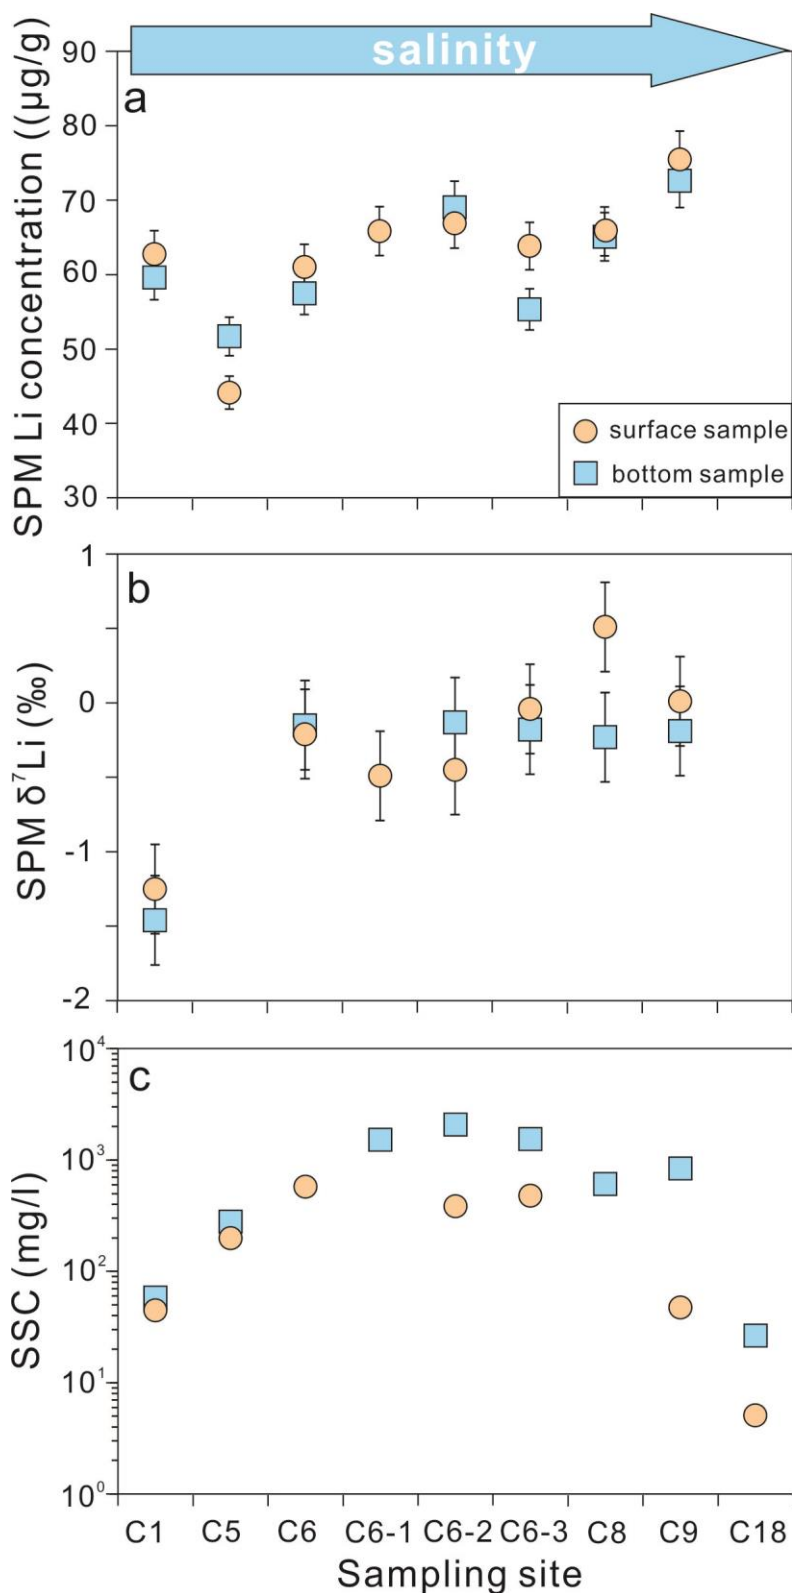 salinity
a
SPM Li concentration ((μg/g)
90
80
70
60
50
40
30
surface sample
bottom sample
b
SPM δ⁷Li (‰)
1
0
-1
-2
c
SSC (mg/l)
10⁴
10³
10²
10¹
10⁰
C1 C5 C6 C6-1 C6-2 C6-3 C8 C9 C18
Sampling site